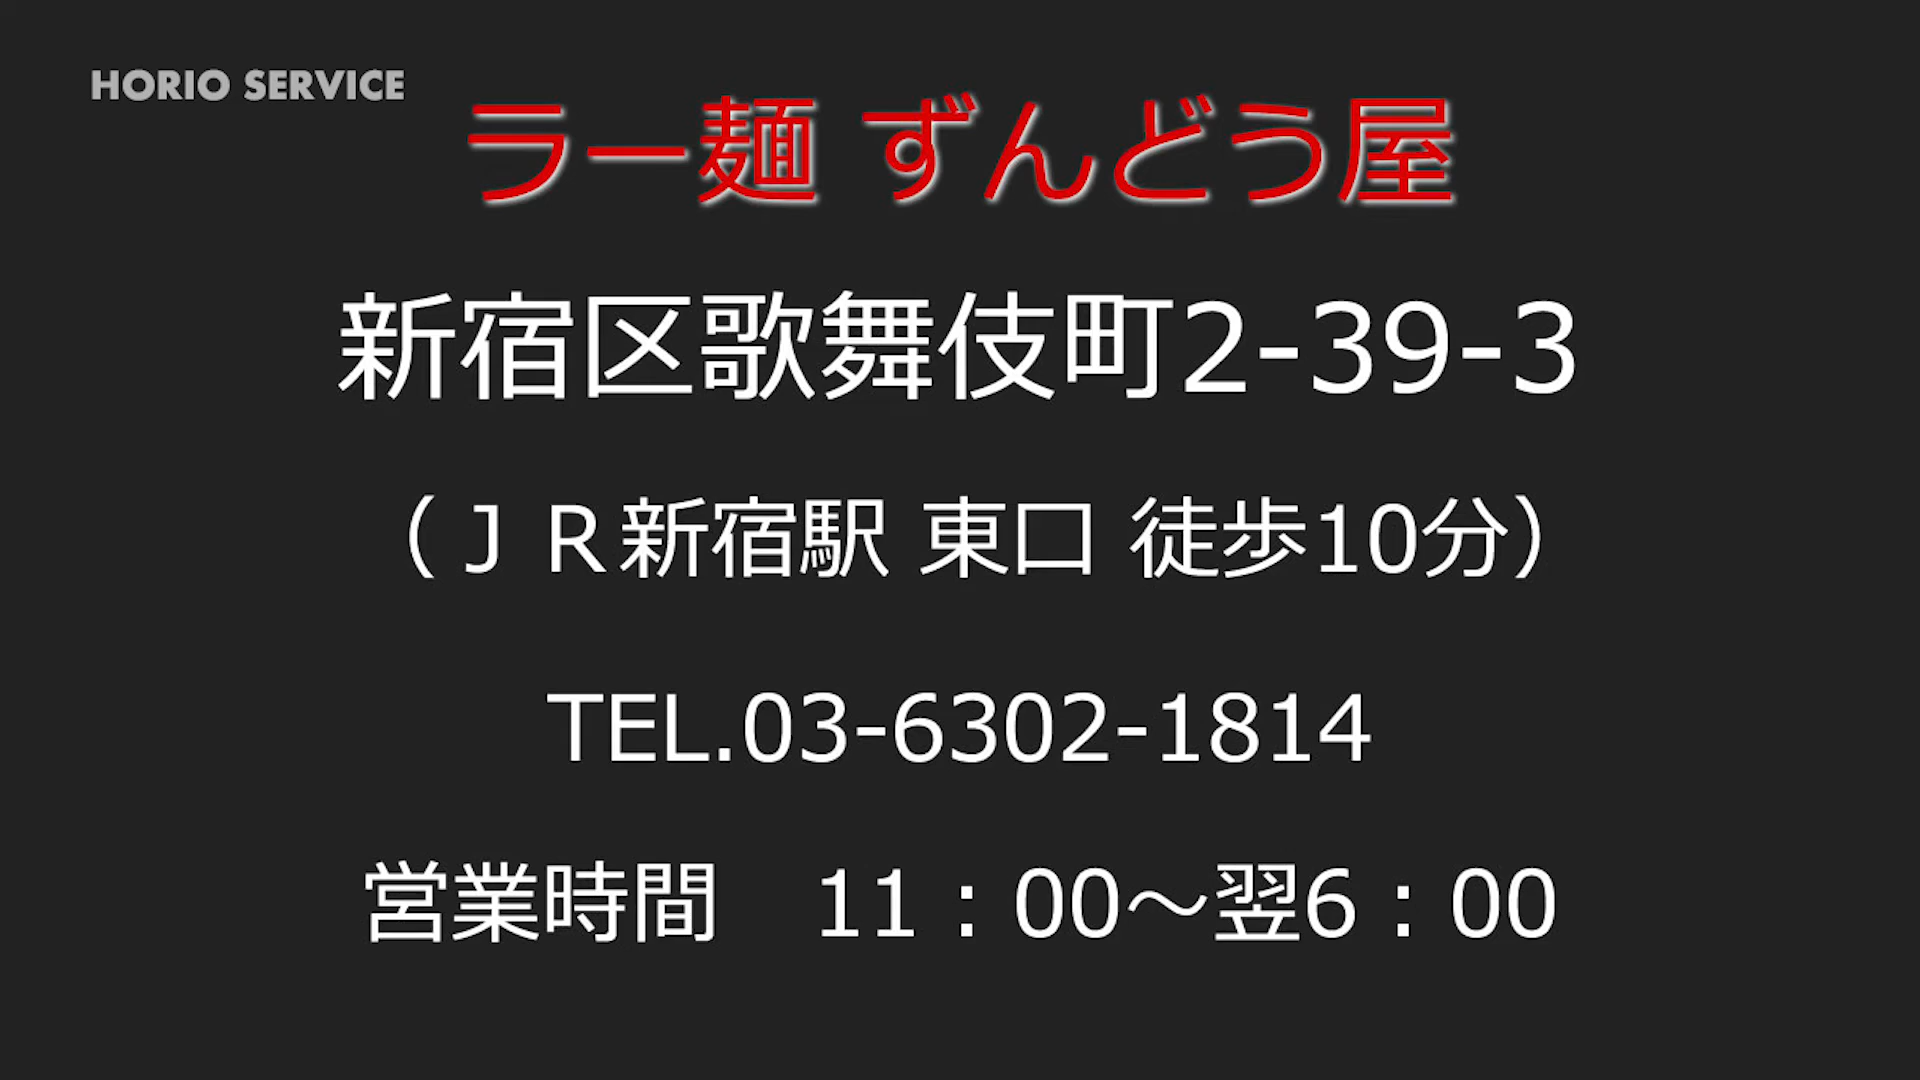 HORIO SERVICE
ラー麺 ずんどう屋
新宿区歌舞伎町2-39-3
（ＪＲ新宿駅 東口 徒歩10分）
TEL.03-6302-1814
営業時間　11：00～翌6：00